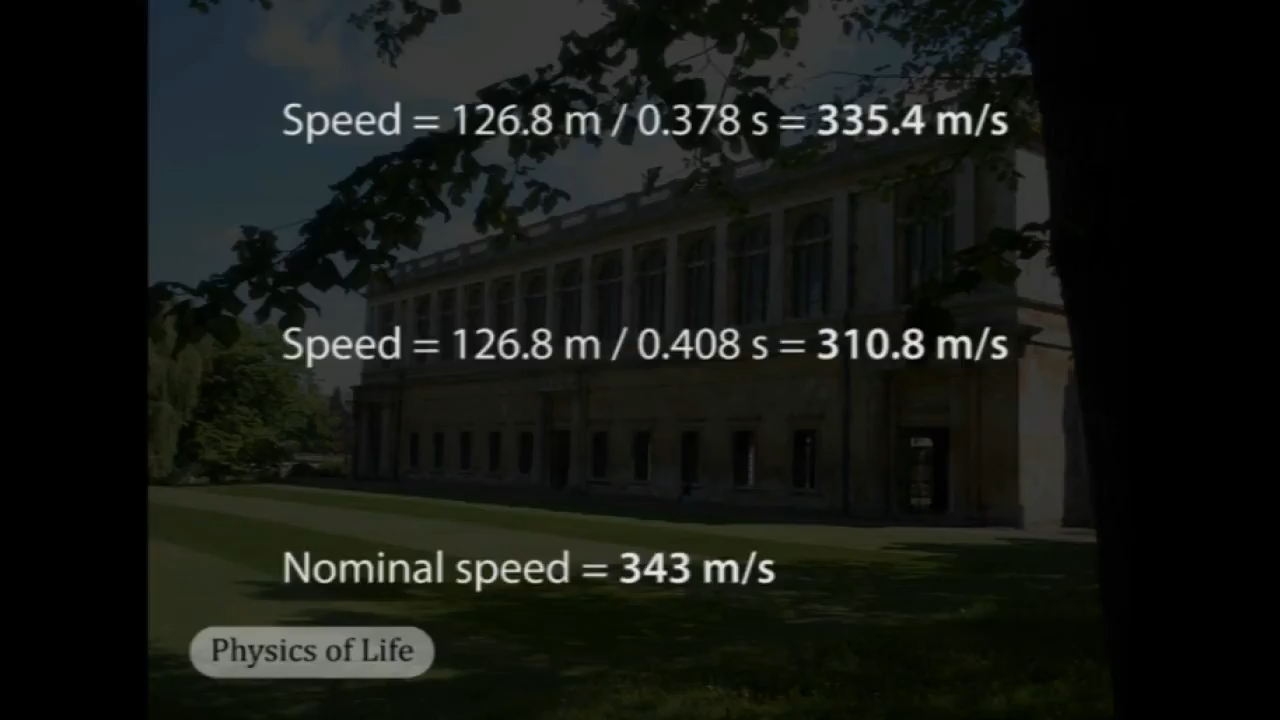 Speed = 126.8 m / 0.378 s = 335.4 m/s
Speed = 126.8 m / 0.408 s = 310.8 m/s
Nominal speed = 343 m/s
Physics of Life